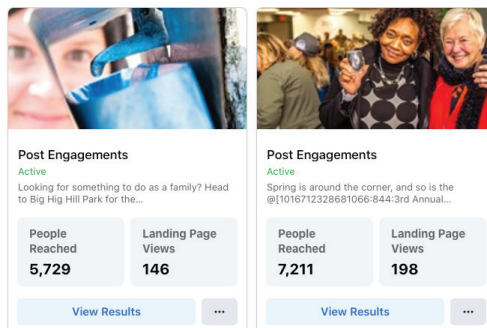 Post Engagements
Active
Looking for something to do as a family? Head
to Big Hig Hill Park for the...
People
Reached
5,729
Landing Page
Views
146
View Results
...
Post Engagements
Active
Spring is around the corner, and so is the
@[1016712328681066:844:3rd Annual...
People
Reached
7,211
Landing Page
Views
198
View Results
...